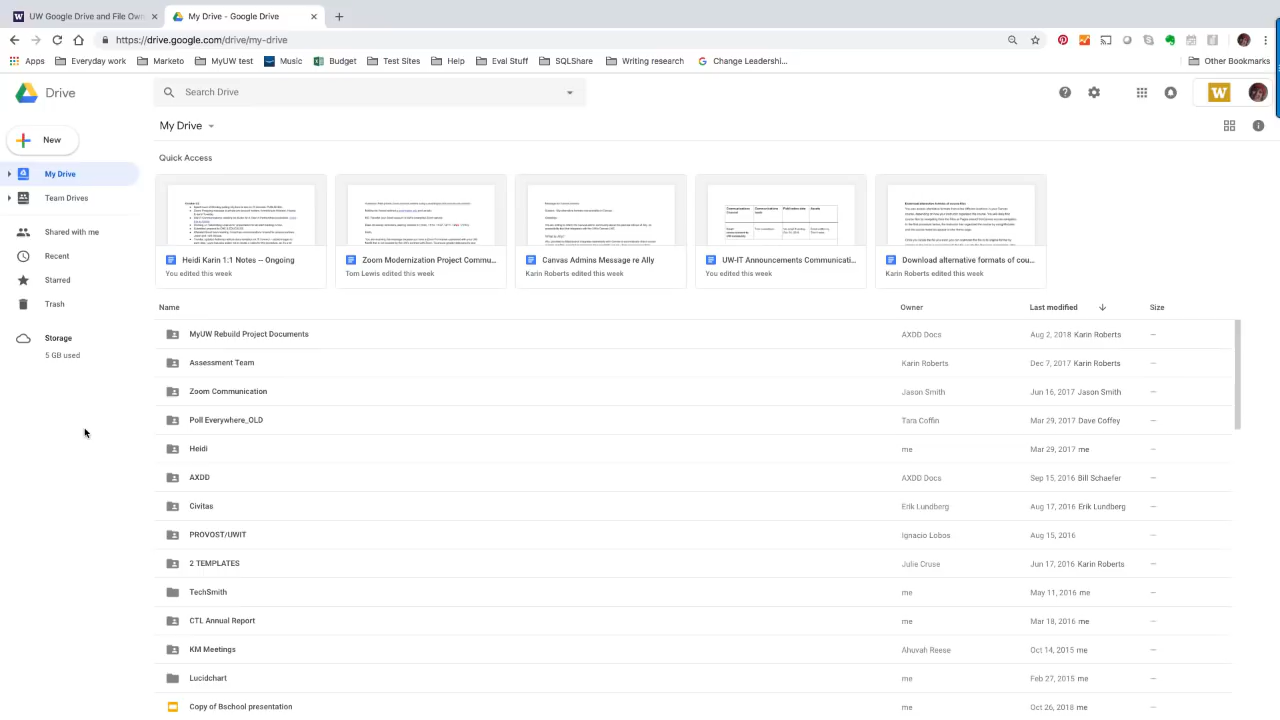 UW Google Drive and File Own
My Drive - Google Drive
https://drive.google.com/drive/my-drive
Apps Everyday work Marketo MyUW test Music Budget Test Sites Help Eval Stuff SQLShare Writing research Change Leadershi... Other Bookmarks
Drive
Search Drive
W
New
My Drive
Team Drives
Shared with me
Recent
Starred
Trash
Storage
5 GB used
My Drive
Quick Access
Heidi Karin 1:1 Notes -- Ongoing
You edited this week
Zoom Modernization Project Commu...
Tom Lewis edited this week
Canvas Admins Message re Ally
Karin Roberts edited this week
UW-IT Announcements Communicati...
You edited this week
Download alternative formats of cou...
Karin Roberts edited this week
Name Owner Last modified Size
MyUW Rebuild Project Documents AXDD Docs Aug 2, 2018 Karin Roberts —
Assessment Team Karin Roberts Dec 7, 2017 Karin Roberts —
Zoom Communication Jason Smith Jun 16, 2017 Jason Smith —
Poll Everywhere_OLD Tara Coffin Mar 29, 2017 Dave Coffey —
Heidi me Mar 29, 2017 me —
AXDD AXDD Docs Sep 15, 2016 Bill Schaefer —
Civitas Erik Lundberg Aug 17, 2016 Erik Lundberg —
PROVOST/UWIT Ignacio Lobos Aug 15, 2016 —
2 TEMPLATES Julie Cruse Jun 17, 2016 Karin Roberts —
TechSmith me May 11, 2016 me —
CTL Annual Report me Mar 18, 2016 me —
KM Meetings Ahuvah Reese Oct 14, 2015 me —
Lucidchart me Feb 27, 2015 me —
Copy of Bschool presentation me Oct 26, 2018 me —